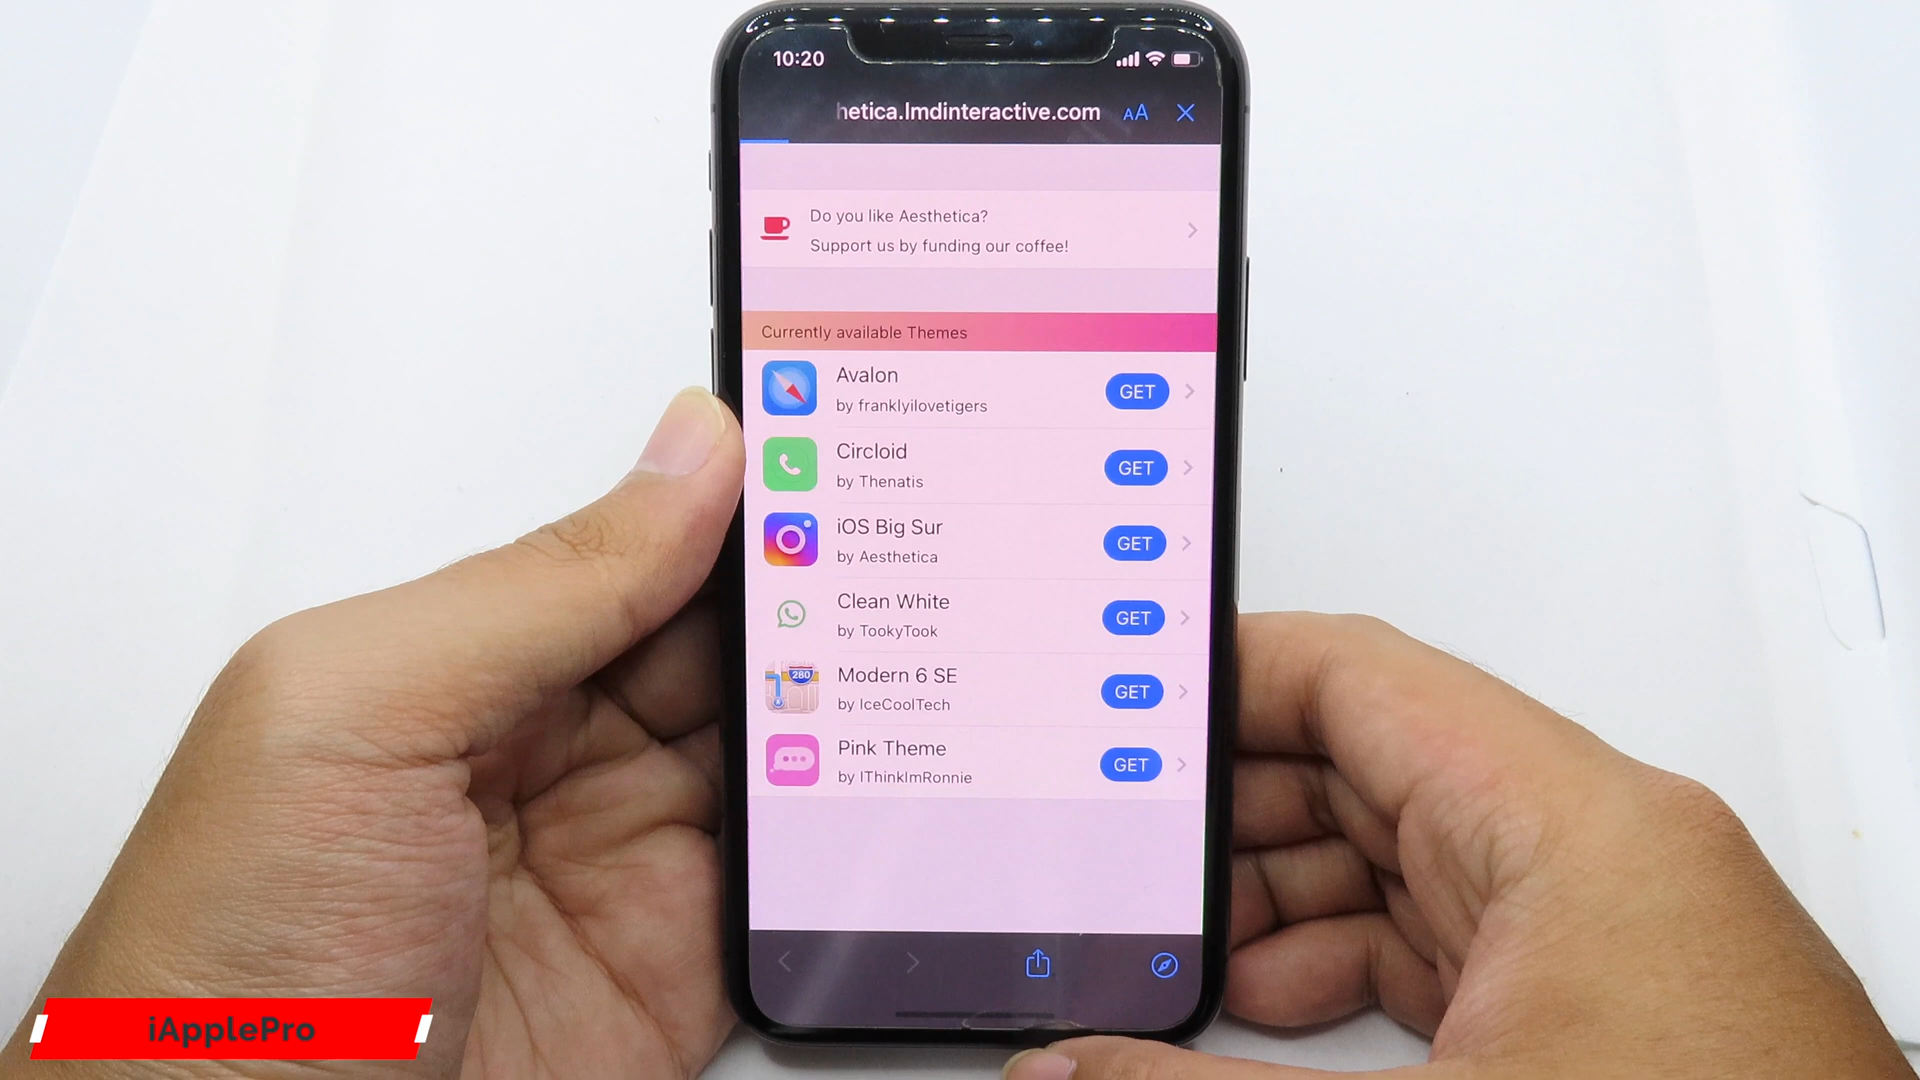 10:20
hetica.lmdinteractive.com AA
Do you like Aesthetica?
Support us by funding our coffee!
Currently available Themes
Avalon
by franklyilovetigers
GET
Circloid
by Thenatis
GET
iOS Big Sur
by Aesthetica
GET
Clean White
by TookyTook
GET
280
Modern 6 SE
by IceCoolTech
GET
Pink Theme
by IThinkImRonnie
GET
iApplePro